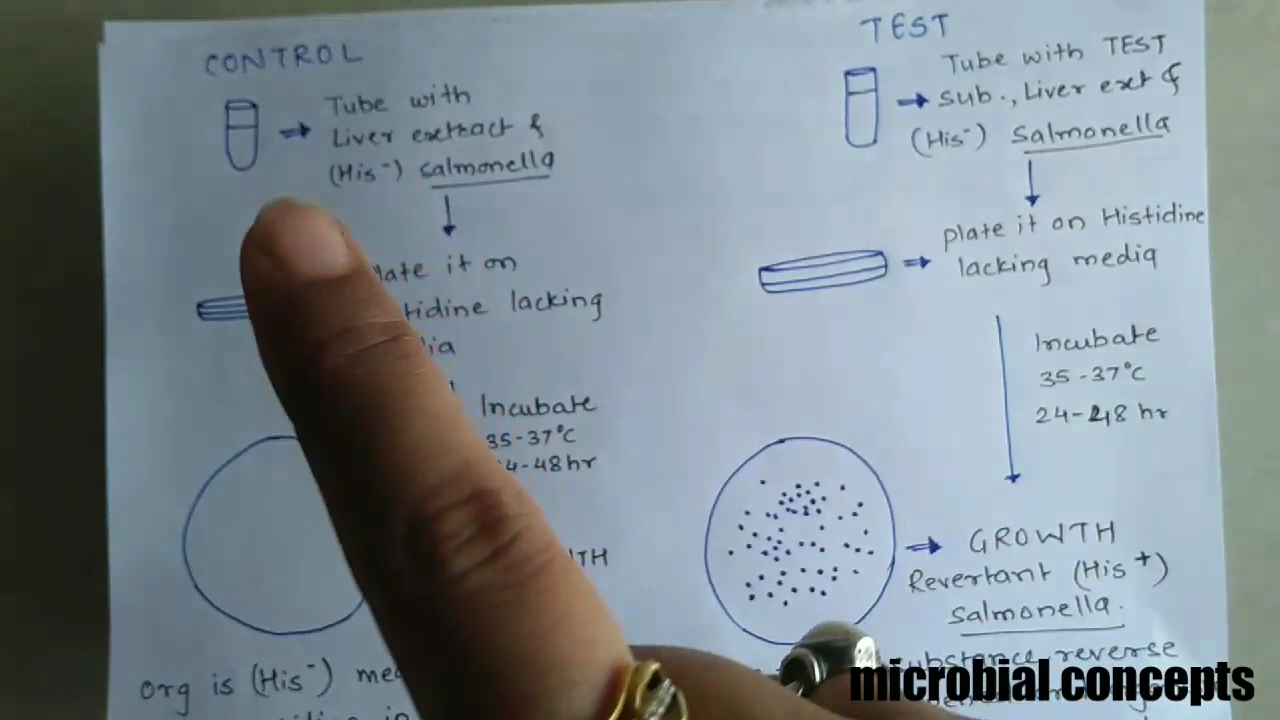 CONTROL
Tube with
Liver extract &
(His⁻) Salmonella
late it on
tidine lacking
ia
Incubate
35-37°C
4-48hr
TH
Org is (His⁻)
TEST
Tube with TEST
sub., Liver ext &
(His⁻) Salmonella
plate it on Histidine
lacking media
Incubate
35-37°C
24-48 hr
GROWTH
Revertant (His⁺)
Salmonella.
ubstance reverse
microbial concepts